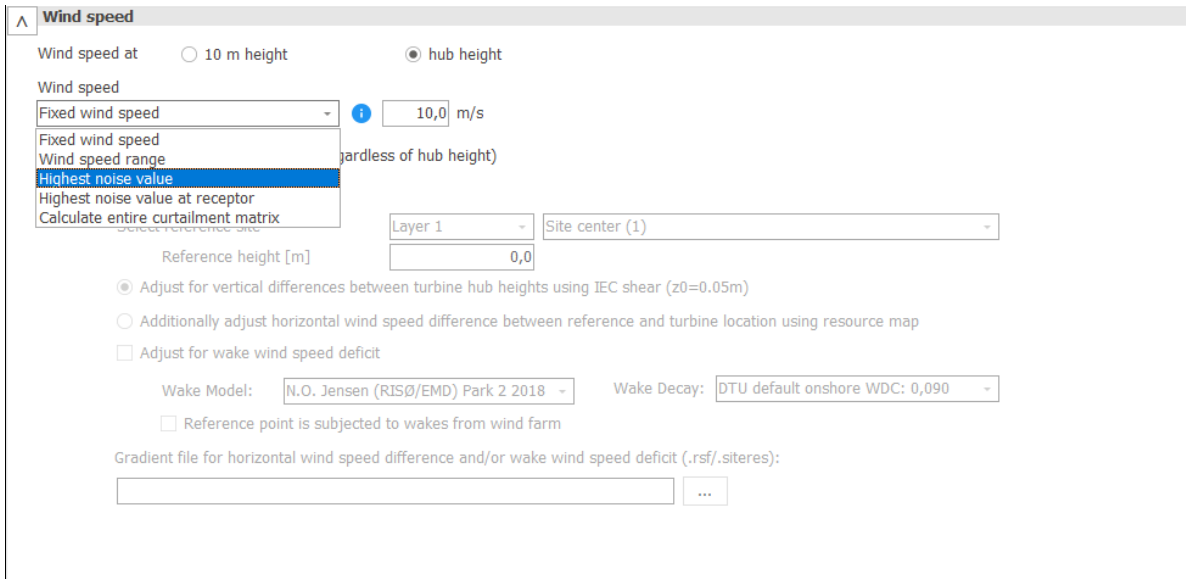 Wind speed
Wind speed at 10 m height hub height
Wind speed
Fixed wind speed 10,0 m/s
Fixed wind speed
Wind speed range
gardless of hub height)
Highest noise value
Highest noise value at receptor
Calculate entire curtailment matrix
Select reference site Layer 1 Site center (1)
Reference height [m] 0,0
Adjust for vertical differences between turbine hub heights using IEC shear (z0=0.05m)
Additionally adjust horizontal wind speed difference between reference and turbine location using resource map
Adjust for wake wind speed deficit
Wake Model: N.O. Jensen (RISØ/EMD) Park 2 2018 Wake Decay: DTU default onshore WDC: 0,090
Reference point is subjected to wakes from wind farm
Gradient file for horizontal wind speed difference and/or wake wind speed deficit (.rsf/.siteres):
...